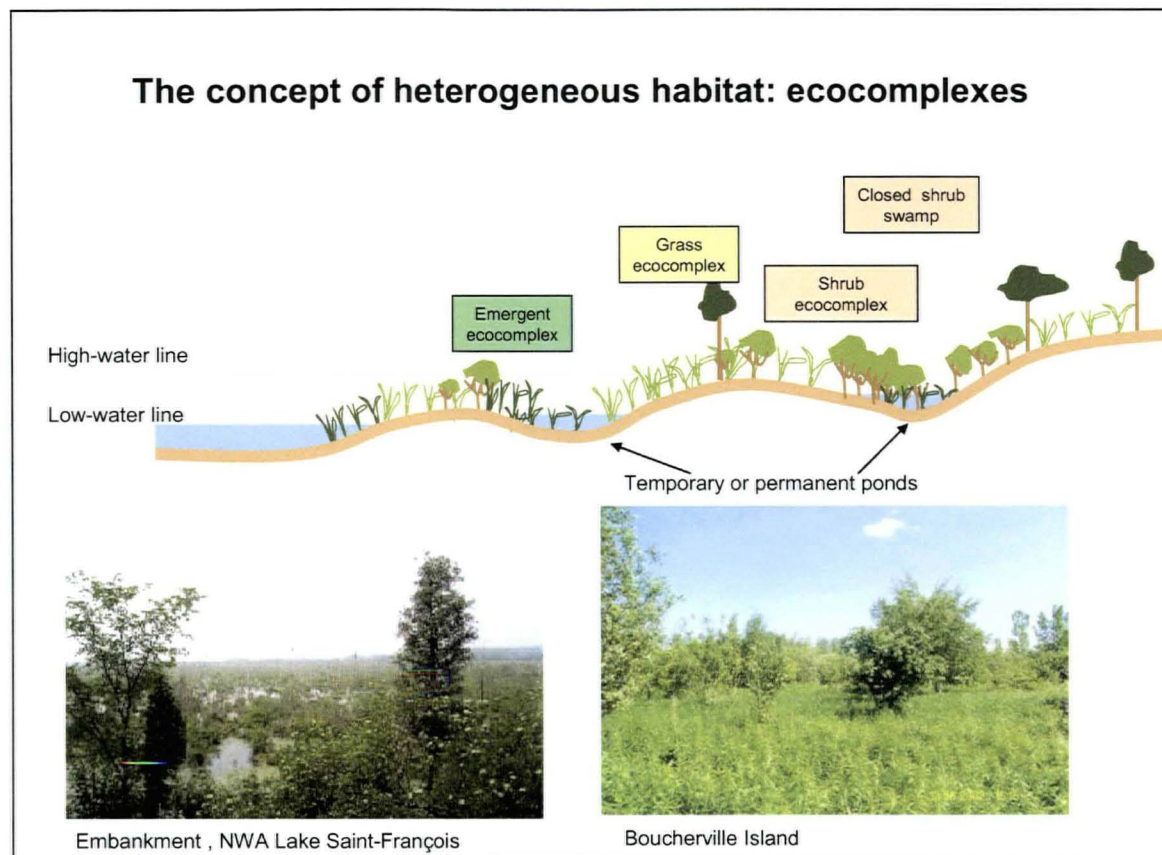 The concept of heterogeneous habitat: ecocomplexes
Closed shrub
swamp
Grass
ecocomplex
Shrub
ecocomplex
Emergent
ecocomplex
High-water line
Low-water line
Temporary or permanent ponds
Embankment , NWA Lake Saint-François
Boucherville Island